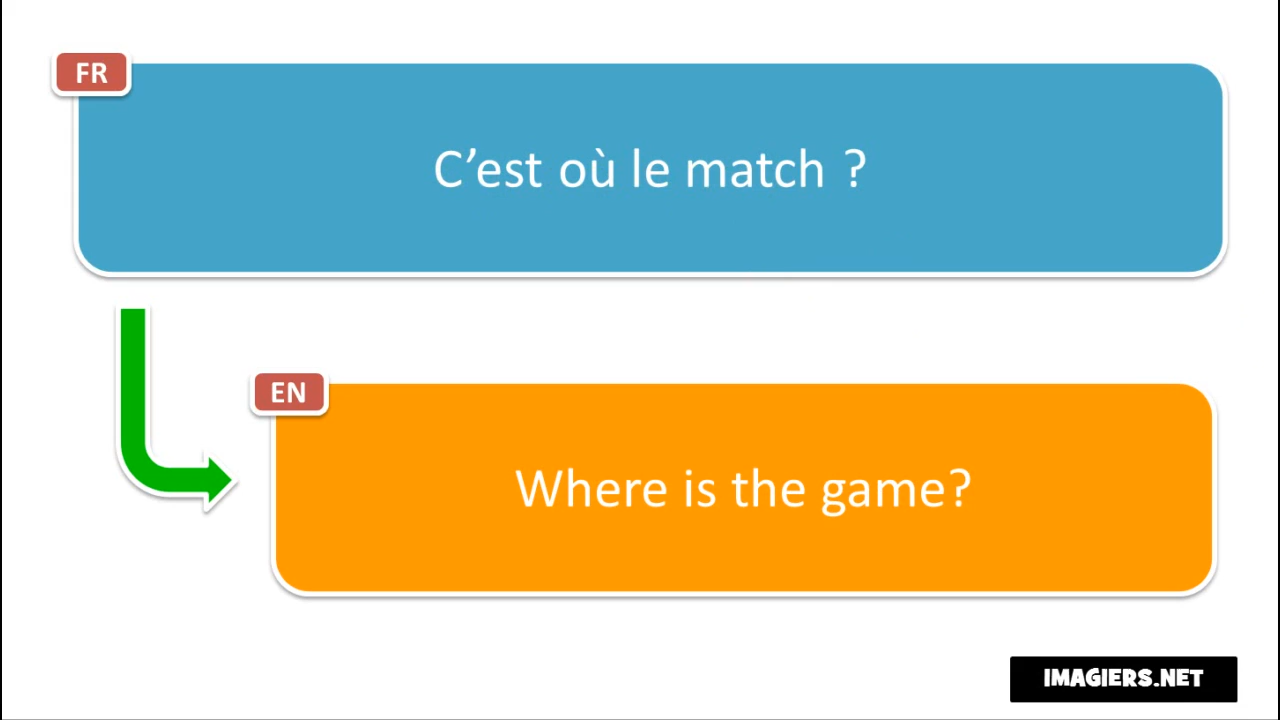 FR
C’est où le match ?
EN
Where is the game?
IMAGIERS.NET